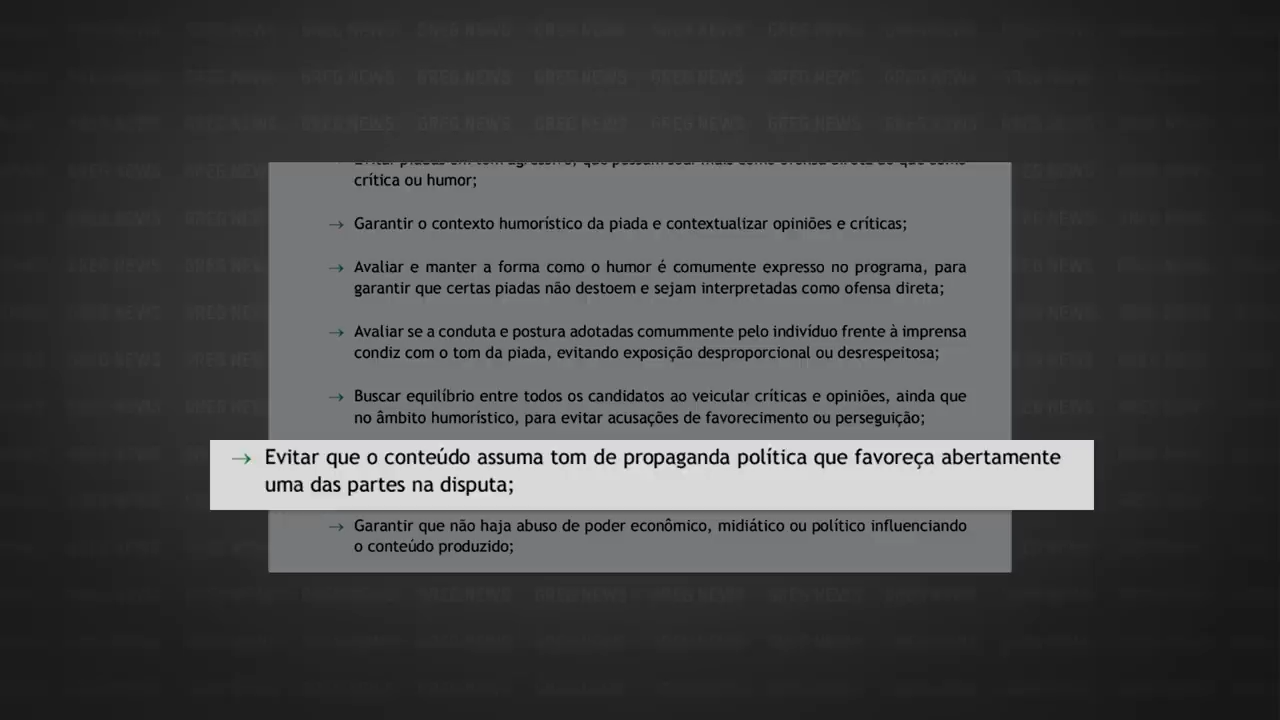 crítica ou humor;
→ Garantir o contexto humorístico da piada e contextualizar opiniões e críticas;
→ Avaliar e manter a forma como o humor é comumente expresso no programa, para
garantir que certas piadas não destoem e sejam interpretadas como ofensa direta;
→ Avaliar se a conduta e postura adotadas comummente pelo indivíduo frente à imprensa
condiz com o tom da piada, evitando exposição desproporcional ou desrespeitosa;
→ Buscar equilíbrio entre todos os candidatos ao veicular críticas e opiniões, ainda que
no âmbito humorístico, para evitar acusações de favorecimento ou perseguição;
→ Evitar que o conteúdo assuma tom de propaganda política que favoreça abertamente
uma das partes na disputa;
→ Garantir que não haja abuso de poder econômico, midiático ou político influenciando
o conteúdo produzido;